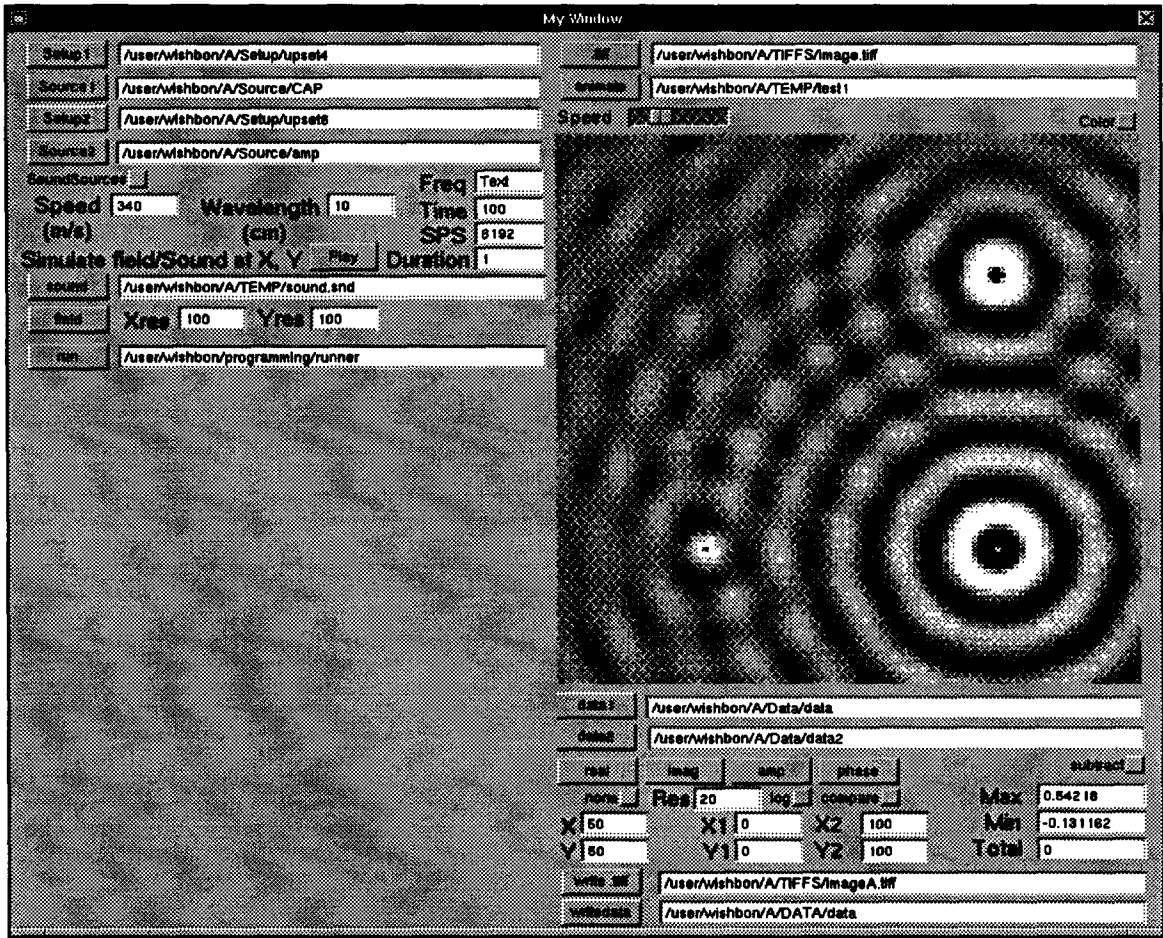 My Window
Setup1 /user/wishbon/A/Setup/upset4
Source1 /user/wishbon/A/Source/CAP
Setup2 /user/wishbon/A/Setup/upset6
Source2 /user/wishbon/A/Source/amp
SoundSources
Freq Text
Speed 340 Wavelength 10 Time 100
(m/s) (cm) SPS 8192
Simulate field/Sound at X, Y Play Duration 1
sound /user/wishbon/A/TEMP/sound.snd
field Xres 100 Yres 100
run /user/wishbon/programming/runner
tiff /user/wishbon/A/TIFFS/image.tiff
animate /user/wishbon/A/TEMP/test1
Speed Color
data1 /user/wishbon/A/Data/data
data2 /user/wishbon/A/Data/data2
real imag amp phase subtract
none Res 20 log compare Max 0.54218
X 50 X1 0 X2 100 Min -0.131162
Y 50 Y1 0 Y2 100 Total 0
write .tiff /user/wishbon/A/TIFFS/imageA.tiff
writedata /user/wishbon/A/DATA/data